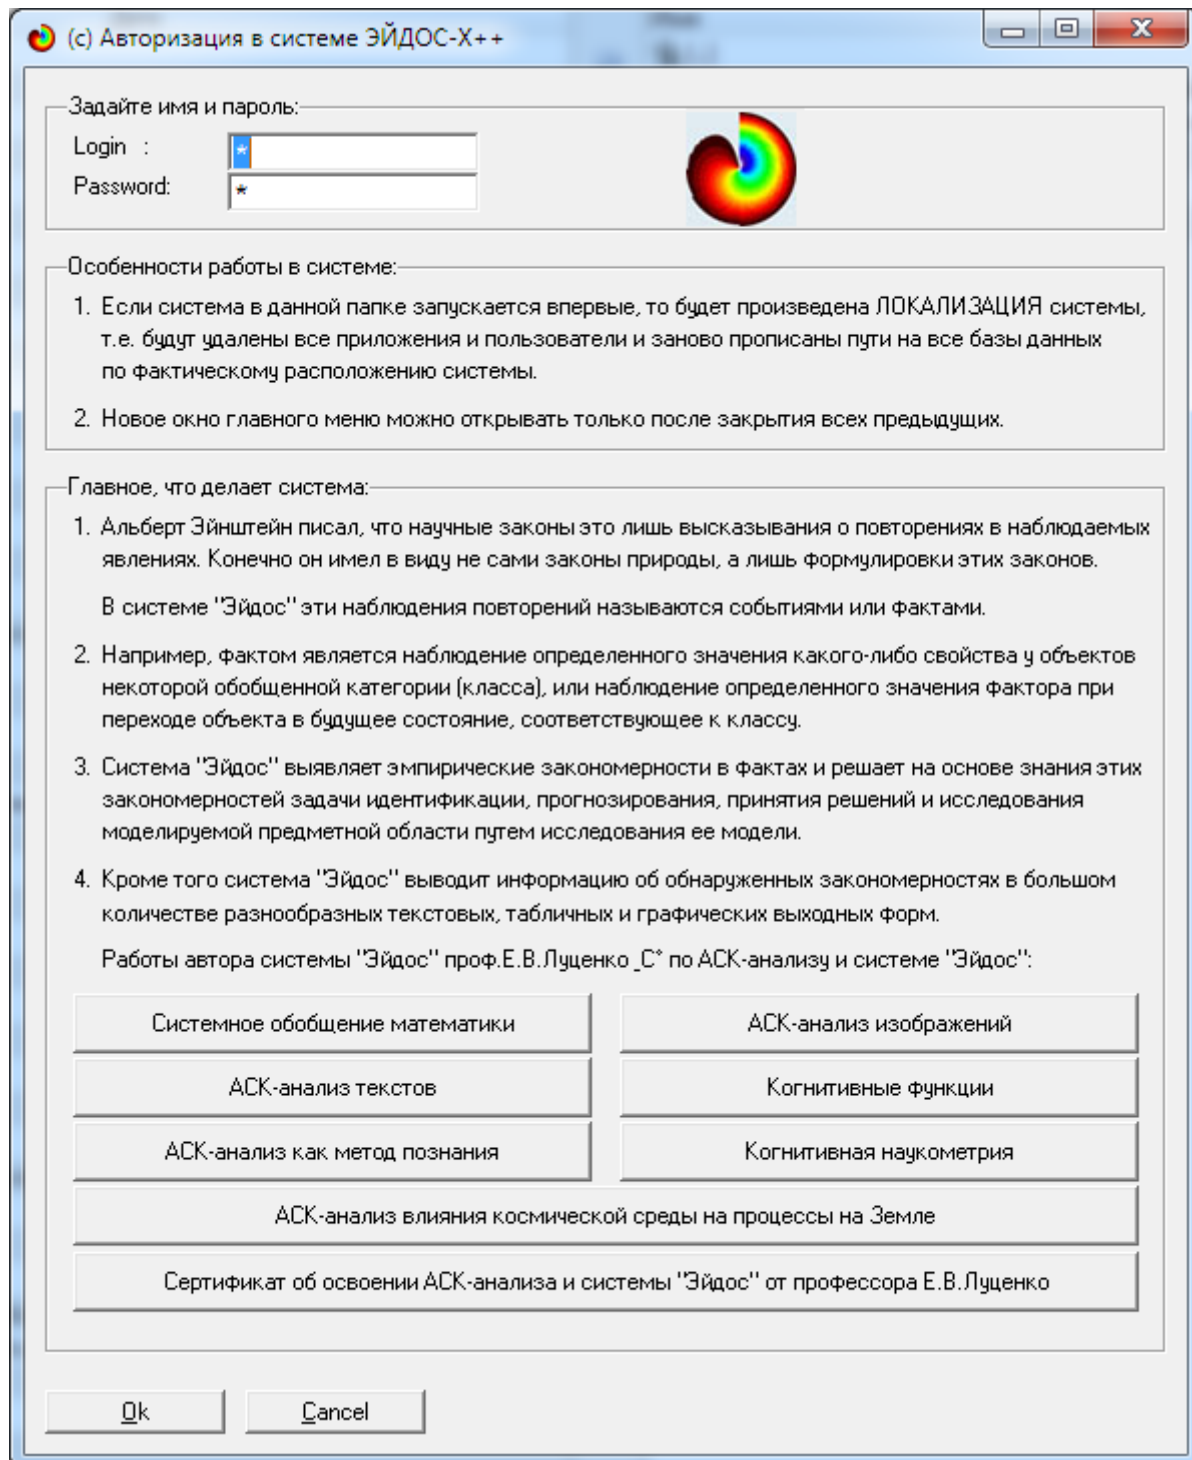 (c) Авторизация в системе ЭЙДОС-X++
Задайте имя и пароль:
Login :
*
Password:
*
Особенности работы в системе:
1. Если система в данной папке запускается впервые, то будет произведена ЛОКАЛИЗАЦИЯ системы,
т.е. будут удалены все приложения и пользователи и заново прописаны пути на все базы данных
по фактическому расположению системы.
2. Новое окно главного меню можно открывать только после закрытия всех предыдущих.
Главное, что делает система:
1. Альберт Эйнштейн писал, что научные законы это лишь высказывания о повторениях в наблюдаемых
явлениях. Конечно он имел в виду не сами законы природы, а лишь формулировки этих законов.
В системе "Эйдос" эти наблюдения повторений называются событиями или фактами.
2. Например, фактом является наблюдение определенного значения какого-либо свойства у объектов
некоторой обобщенной категории (класса), или наблюдение определенного значения фактора при
переходе объекта в будущее состояние, соответствующее к классу.
3. Система "Эйдос" выявляет эмпирические закономерности в фактах и решает на основе знания этих
закономерностей задачи идентификации, прогнозирования, принятия решений и исследования
моделируемой предметной области путем исследования ее модели.
4. Кроме того система "Эйдос" выводит информацию об обнаруженных закономерностях в большом
количестве разнообразных текстовых, табличных и графических выходных форм.
Работы автора системы "Эйдос" проф.Е.В.Луценко_С° по АСК-анализу и системе "Эйдос":
Системное обобщение математики
АСК-анализ изображений
АСК-анализ текстов
Когнитивные функции
АСК-анализ как метод познания
Когнитивная наукометрия
АСК-анализ влияния космической среды на процессы на Земле
Сертификат об освоении АСК-анализа и системы "Эйдос" от профессора Е.В.Луценко
Ok
Cancel